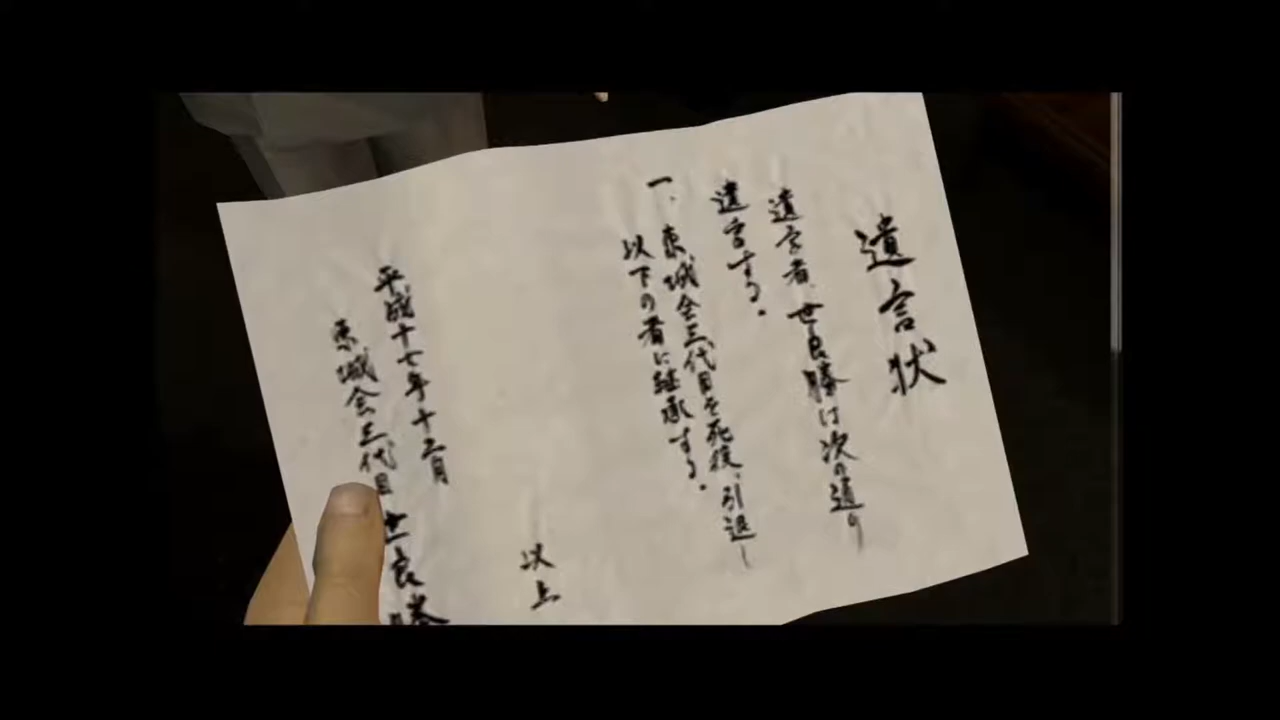 遺言状
遺言者、世良勝は次の通り
遺言する。
一、東城会三代目を死後、引退し
以下の者に継承する。
以上
平成十七年十二月
東城会三代目 世良勝